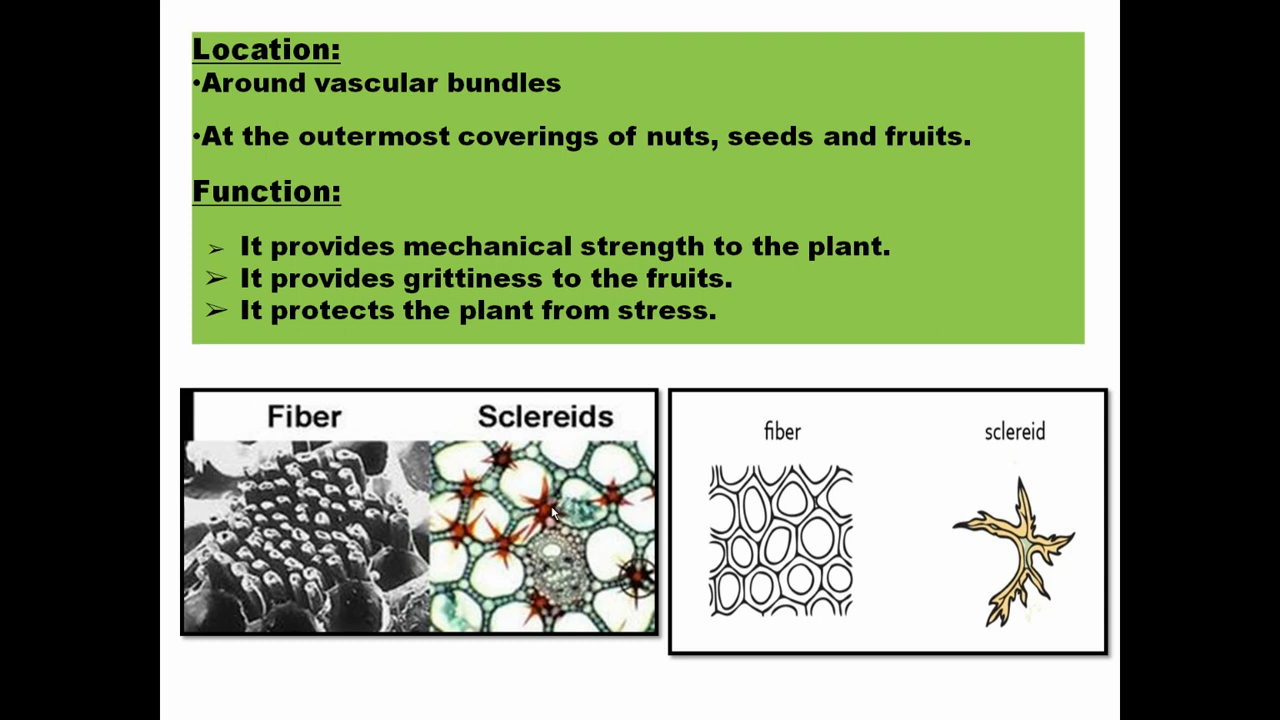 Location:
•Around vascular bundles
•At the outermost coverings of nuts, seeds and fruits.
Function:
➢ It provides mechanical strength to the plant.
➢ It provides grittiness to the fruits.
➢ It protects the plant from stress.
Fiber Sclereids
fiber sclereid